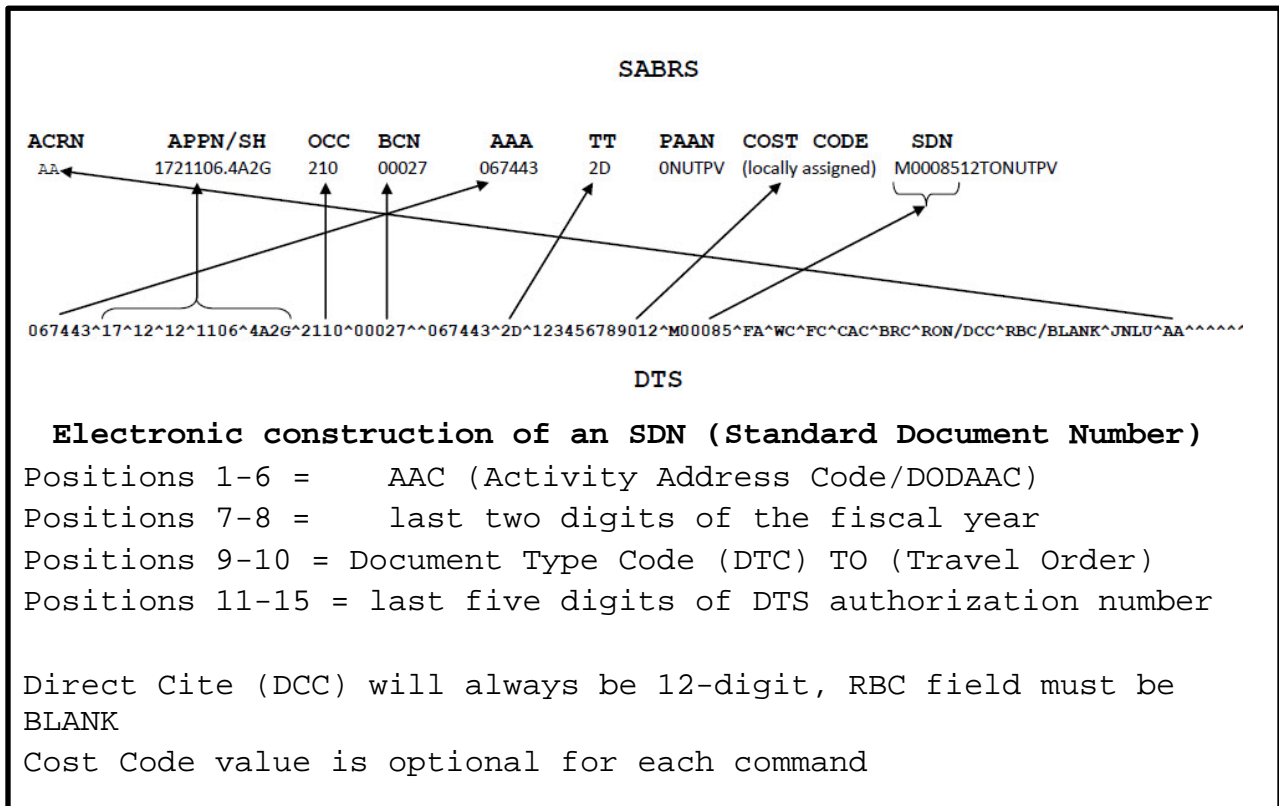 SABRS
ACRN APPN/SH OCC BCN AAA TT PAAN COST CODE SDN
AA 1721106.4A2G 210 00027 067443 2D 0NUTPV (locally assigned) M0008512TONUTPV
067443^17^12^12^1106^4A2G^2110^00027^^067443^2D^123456789012^M00085^FA^WC^FC^CAC^BRC^RON/DCC^RBC/BLANK^JNLU^AA^^^^^^
DTS
Electronic construction of an SDN (Standard Document Number)
Positions 1-6 = AAC (Activity Address Code/DODAAC)
Positions 7-8 = last two digits of the fiscal year
Positions 9-10 = Document Type Code (DTC) TO (Travel Order)
Positions 11-15 = last five digits of DTS authorization number
Direct Cite (DCC) will always be 12-digit, RBC field must be
BLANK
Cost Code value is optional for each command